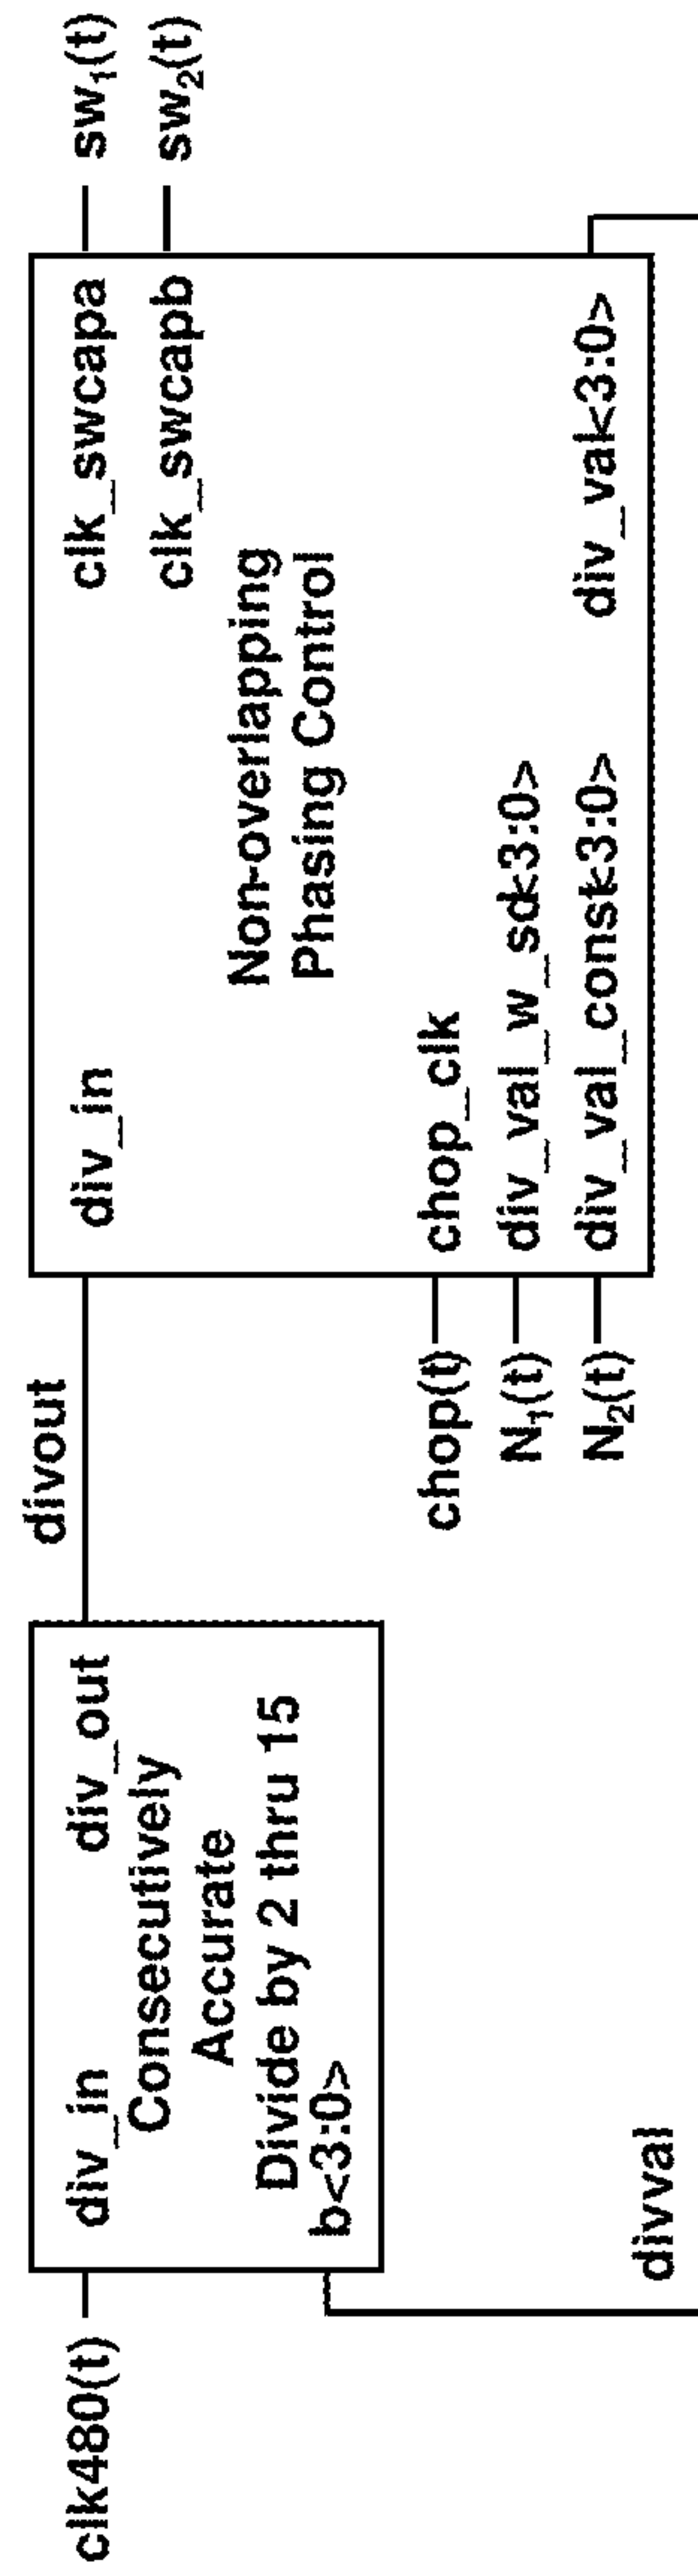 clk480(t)
div_in
div_out
Consecutively
Accurate
Divide by 2 thru 15
b<3:0>
divval
divout
div_in
clk_swcapa
clk_swcapb
sw₁(t)
sw₂(t)
Non-overlapping
Phasing Control
chop(t)
chop_clk
N₁(t)
div_val_w_sd<3:0>
N₂(t)
div_val_const<3:0>
div_val<3:0>